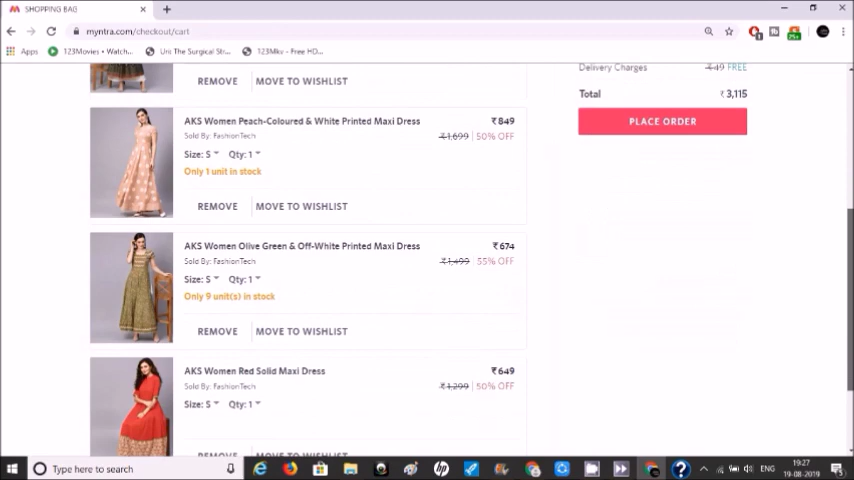 SHOPPING BAG
myntra.com/checkout/cart
Apps 123Movies • Watch... Uro The Surgical Str... 123Mkv - Free HD...
REMOVE MOVE TO WISHLIST
Delivery Charges ₹49 FREE
Total ₹3,115
PLACE ORDER
AKS Women Peach-Coloured & White Printed Maxi Dress ₹849
Sold By: FashionTech ₹1,699 50% OFF
Size: S Qty: 1
Only 1 unit in stock
REMOVE MOVE TO WISHLIST
AKS Women Olive Green & Off-White Printed Maxi Dress ₹674
Sold By: FashionTech ₹1,499 55% OFF
Size: S Qty: 1
Only 9 unit(s) in stock
REMOVE MOVE TO WISHLIST
AKS Women Red Solid Maxi Dress ₹649
Sold By: FashionTech ₹1,299 50% OFF
Size: S Qty: 1
REMOVE MOVE TO WISHLIST
Type here to search
ENG
19:27
19-08-2019